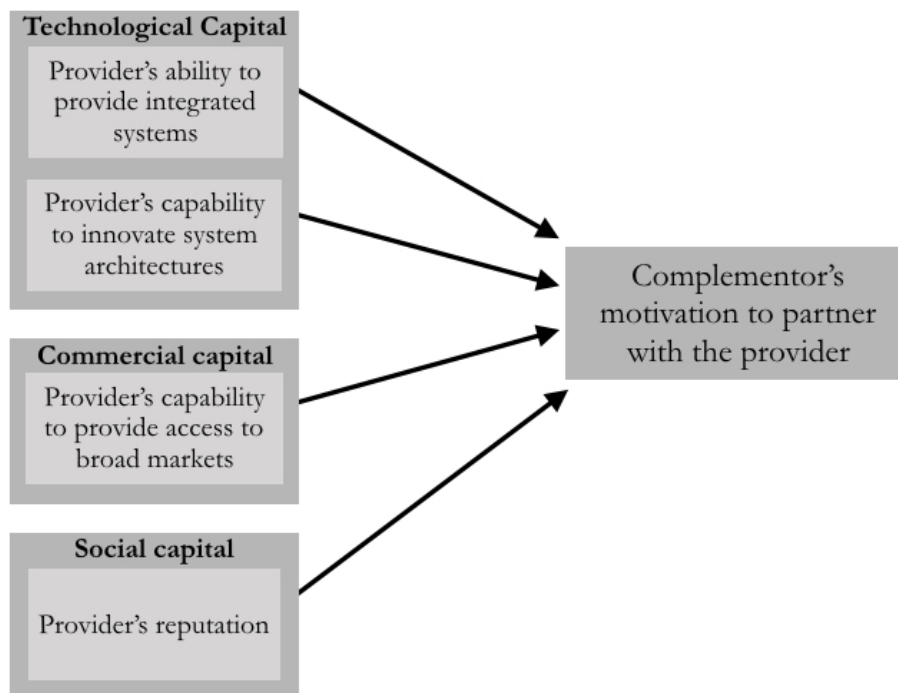 Technological Capital
Provider’s ability to
provide integrated
systems
Provider’s capability
to innovate system
architectures
Commercial capital
Provider’s capability
to provide access to
broad markets
Social capital
Provider’s reputation
Complementor’s
motivation to partner
with the provider